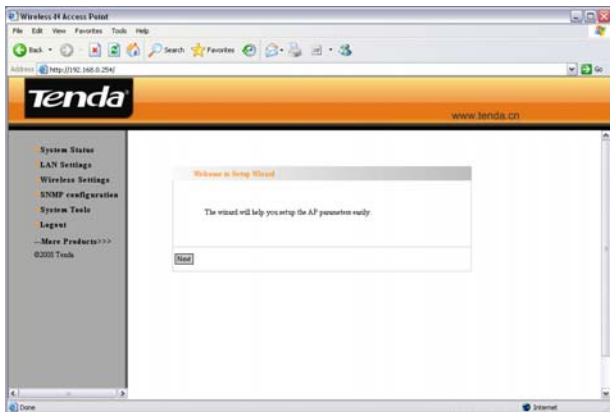 Wireless-N Access Point
File Edit View Favorites Tools Help
Back Search Favorites
Address http://192.168.0.254/ Go
Tenda
www.tenda.cn
System Status
LAN Settings
Wireless Settings
SNMP configuration
System Tools
Logout
--More Products>>>
©2008 Tenda
Welcome to Setup Wizard
The wizard will help you setup the AP parameters easily.
Next
Done Internet